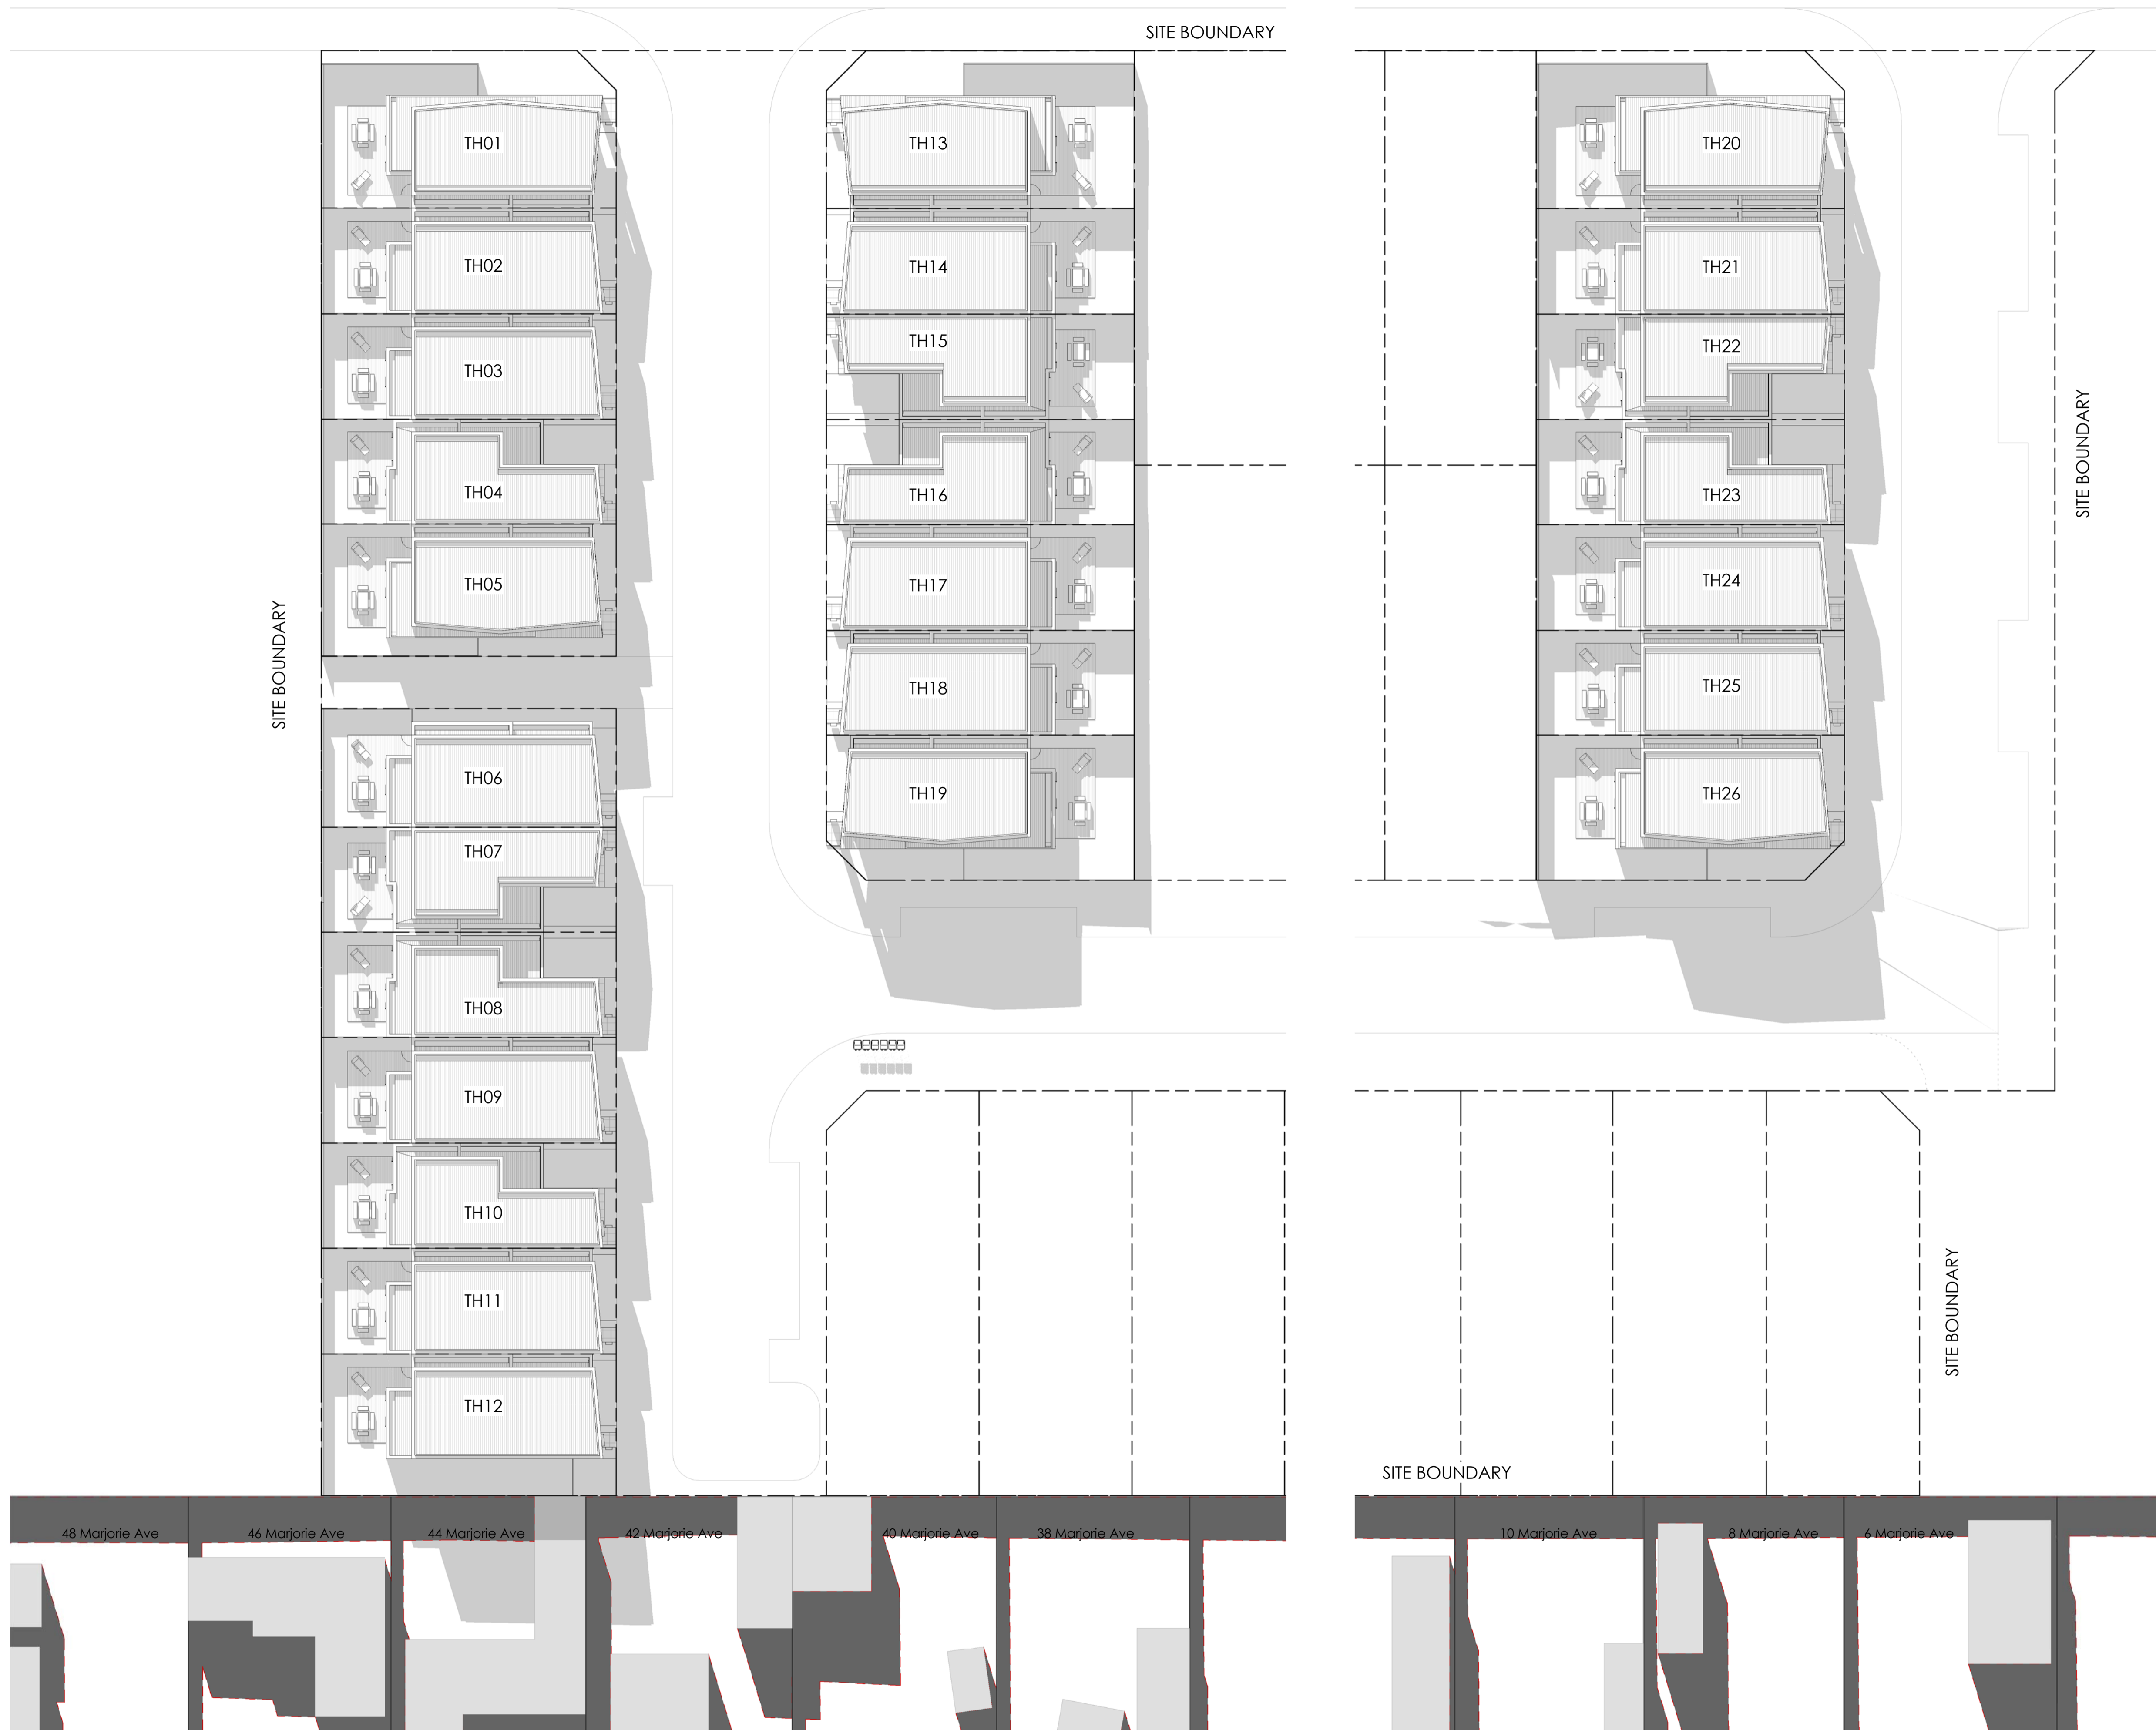 SITE BOUNDARY
TH01
TH13
TH20
TH02
TH14
TH21
TH15
TH22
TH03
SITE BOUNDARY
TH04
TH16
TH23
TH05
TH17
TH24
SITE BOUNDARY
TH18
TH25
TH06
TH19
TH26
TH07
TH08
TH09
TH10
TH11
SITE BOUNDARY
TH12
SITE BOUNDARY
48 Marjorie Ave
46 Marjorie Ave
44 Marjorie Ave
42 Marjorie Ave
40 Marjorie Ave
38 Marjorie Ave
10 Marjorie Ave
8 Marjorie Ave
6 Marjorie Ave